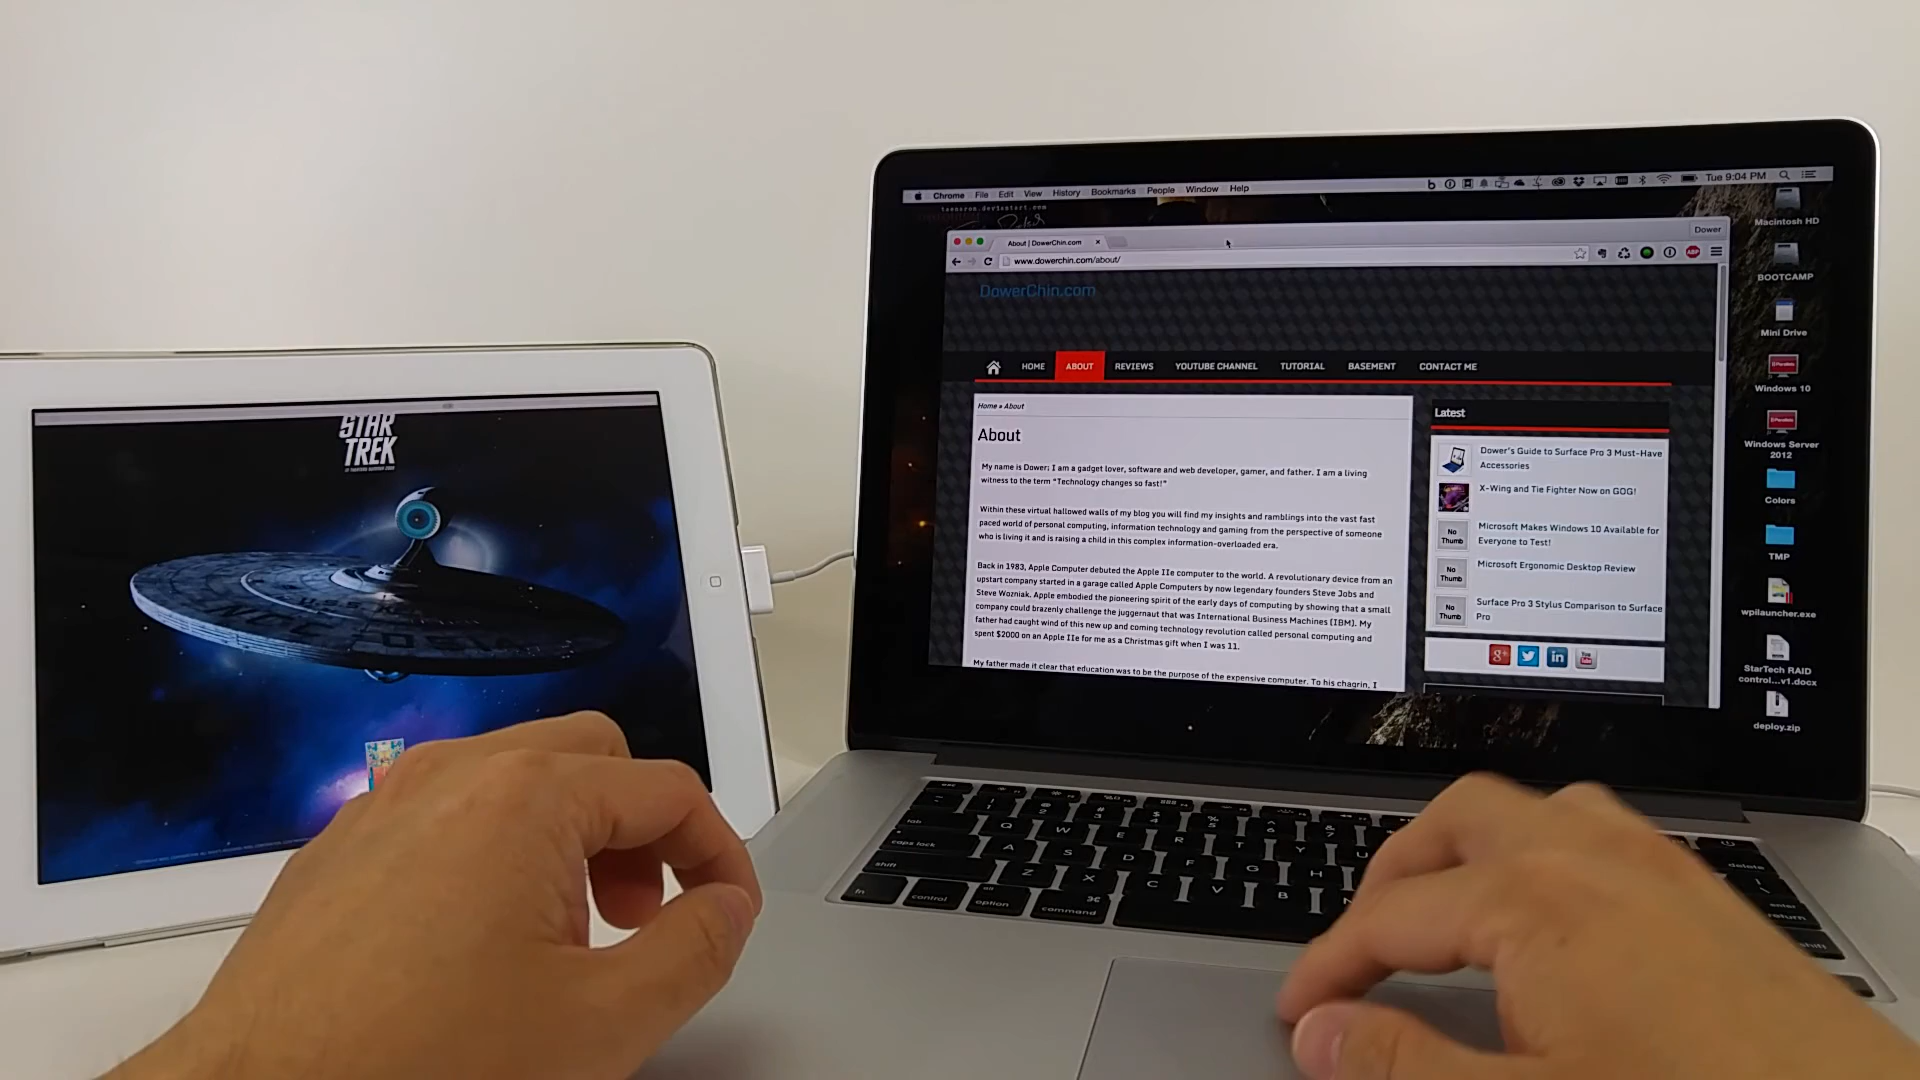 STAR
TREK
Chrome File Edit View History Bookmarks People Window Help
Tue 9:04 PM
About | DowerChin.com
Dower
www.dowerchin.com/about/
ABP
DowerChin.com
HOME ABOUT REVIEWS YOUTUBE CHANNEL TUTORIAL BASEMENT CONTACT ME
Home » About
About
My name is Dower; I am a gadget lover, software and web developer, gamer, and father. I am a living
witness to the term "Technology changes so fast!"
Within these virtual hallowed walls of my blog you will find my insights and ramblings into the vast fast
paced world of personal computing, information technology and gaming from the perspective of someone
who is living it and is raising a child in this complex information-overloaded era.
Back in 1983, Apple Computer debuted the Apple IIe computer to the world. A revolutionary device from an
upstart company started in a garage called Apple Computers by now legendary founders Steve Jobs and
Steve Wozniak. Apple embodied the pioneering spirit of the early days of computing by showing that a small
company could brazenly challenge the juggernaut that was International Business Machines (IBM). My
father had caught wind of this new up and coming technology revolution called personal computing and
spent $2000 on an Apple IIe for me as a Christmas gift when I was 11.
My father made it clear that education was to be the purpose of the expensive computer. To his chagrin, I
Latest
Dower's Guide to Surface Pro 3 Must-Have
Accessories
X-Wing and Tie Fighter Now on GOG!
No
Thumb
Microsoft Makes Windows 10 Available for
Everyone to Test!
No
Thumb
Microsoft Ergonomic Desktop Review
No
Thumb
Surface Pro 3 Stylus Comparison to Surface
Pro
Macintosh HD
BOOTCAMP
Mini Drive
Windows 10
Windows Server
2012
Colors
TMP
wpilauncher.exe
StarTech RAID
control...v1.docx
deploy.zip
tab Q W E R T Y U
caps lock A S D F G H
shift Z X C V B N
fn control alt option command
delete
enter
return
shift